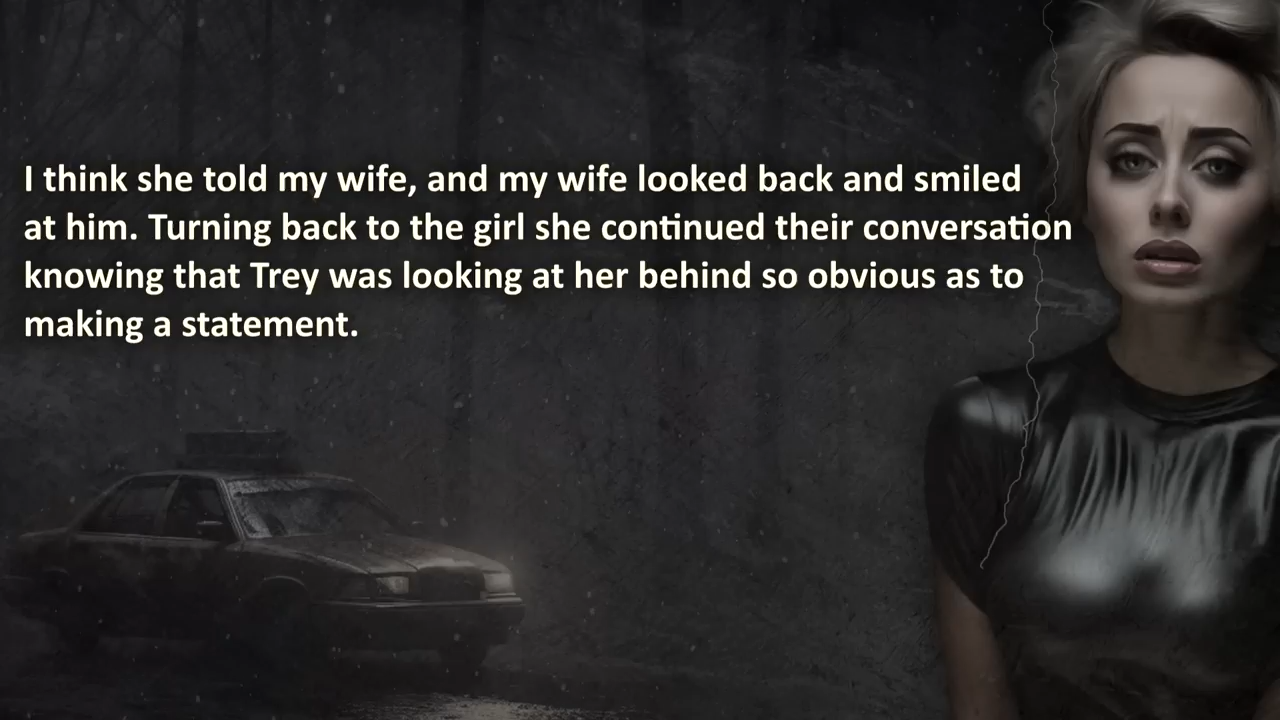 I think she told my wife, and my wife looked back and smiled
at him. Turning back to the girl she continued their conversation
knowing that Trey was looking at her behind so obvious as to
making a statement.